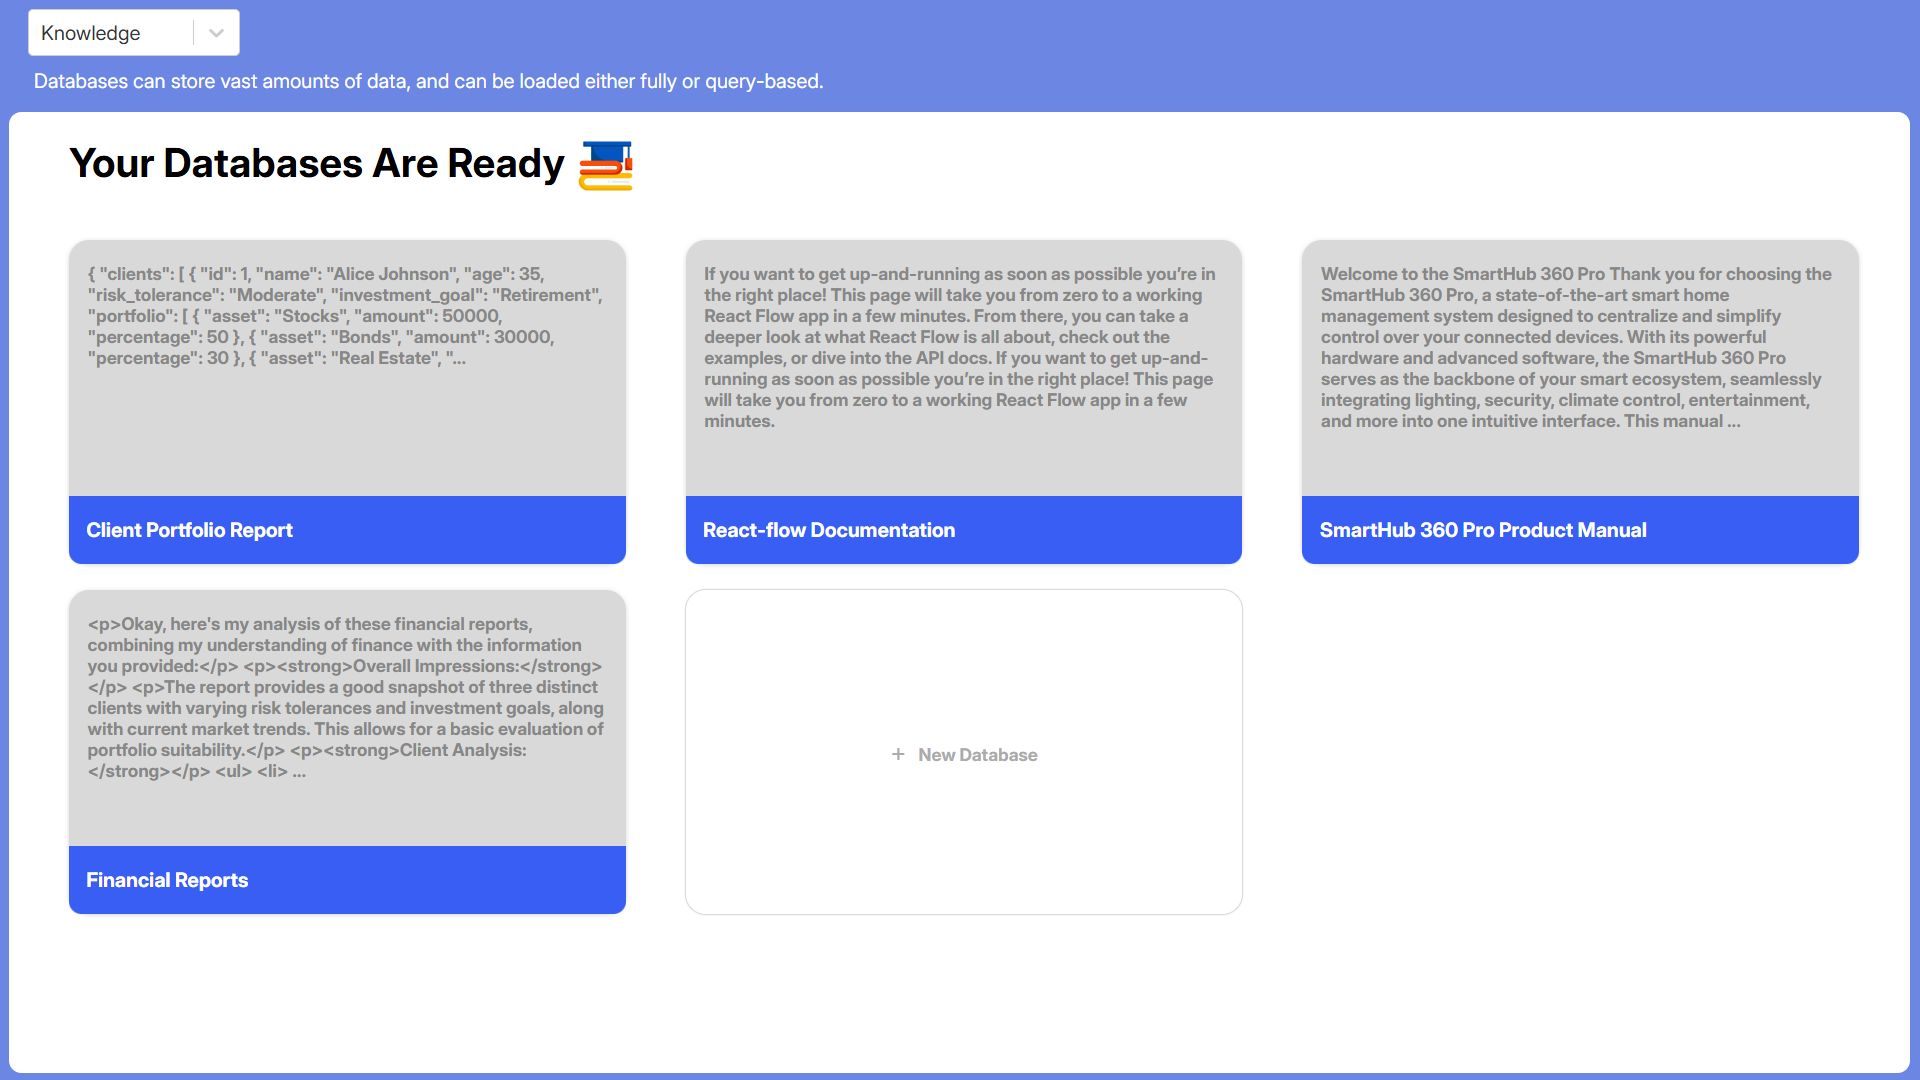 Knowledge
Databases can store vast amounts of data, and can be loaded either fully or query-based.
Your Databases Are Ready
{ "clients": [ { "id": 1, "name": "Alice Johnson", "age": 35,
"risk_tolerance": "Moderate", "investment_goal": "Retirement",
"portfolio": [ { "asset": "Stocks", "amount": 50000,
"percentage": 50 }, { "asset": "Bonds", "amount": 30000,
"percentage": 30 }, { "asset": "Real Estate", "...
Client Portfolio Report
If you want to get up-and-running as soon as possible you’re in
the right place! This page will take you from zero to a working
React Flow app in a few minutes. From there, you can take a
deeper look at what React Flow is all about, check out the
examples, or dive into the API docs. If you want to get up-and-
running as soon as possible you’re in the right place! This page
will take you from zero to a working React Flow app in a few
minutes.
React-flow Documentation
Welcome to the SmartHub 360 Pro Thank you for choosing the
SmartHub 360 Pro, a state-of-the-art smart home
management system designed to centralize and simplify
control over your connected devices. With its powerful
hardware and advanced software, the SmartHub 360 Pro
serves as the backbone of your smart ecosystem, seamlessly
integrating lighting, security, climate control, entertainment,
and more into one intuitive interface. This manual ...
SmartHub 360 Pro Product Manual
<p>Okay, here's my analysis of these financial reports,
combining my understanding of finance with the information
you provided:</p> <p><strong>Overall Impressions:</strong>
</p> <p>The report provides a good snapshot of three distinct
clients with varying risk tolerances and investment goals, along
with current market trends. This allows for a basic evaluation of
portfolio suitability.</p> <p><strong>Client Analysis:
</strong></p> <ul> <li> ...
Financial Reports
+ New Database